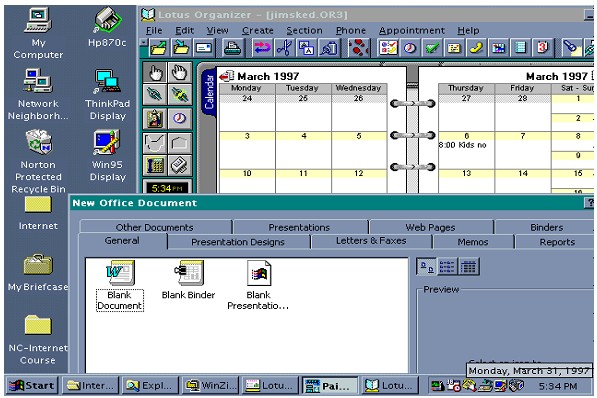 My Computer
Hp870c
Network Neighborh...
ThinkPad Display
Norton Protected Recycle Bin
Win95 Display
Internet
My Briefcase
NC-Internet Course
Lotus Organizer - [jimsked.OR3]
File Edit View Create Section Phone Appointment Help
Calendar
March 1997
March 1997
Monday Tuesday Wednesday
Thursday Friday Sat - Su
24 25 26
27 28 1
2
3 4 5
6 7 8
8:00 Kids no
9
10 11 12
13 14 15
16
5:34 PM
New Office Document
Other Documents Presentations Web Pages Binders
General Presentation Designs Letters & Faxes Memos Reports
Blank Document
Blank Binder
Blank Presentatio...
Preview
Select an icon to
Monday, March 31, 1997
Start Inter... Expl... WinZi... Lotu... Pai... Lotu... 5:34 PM